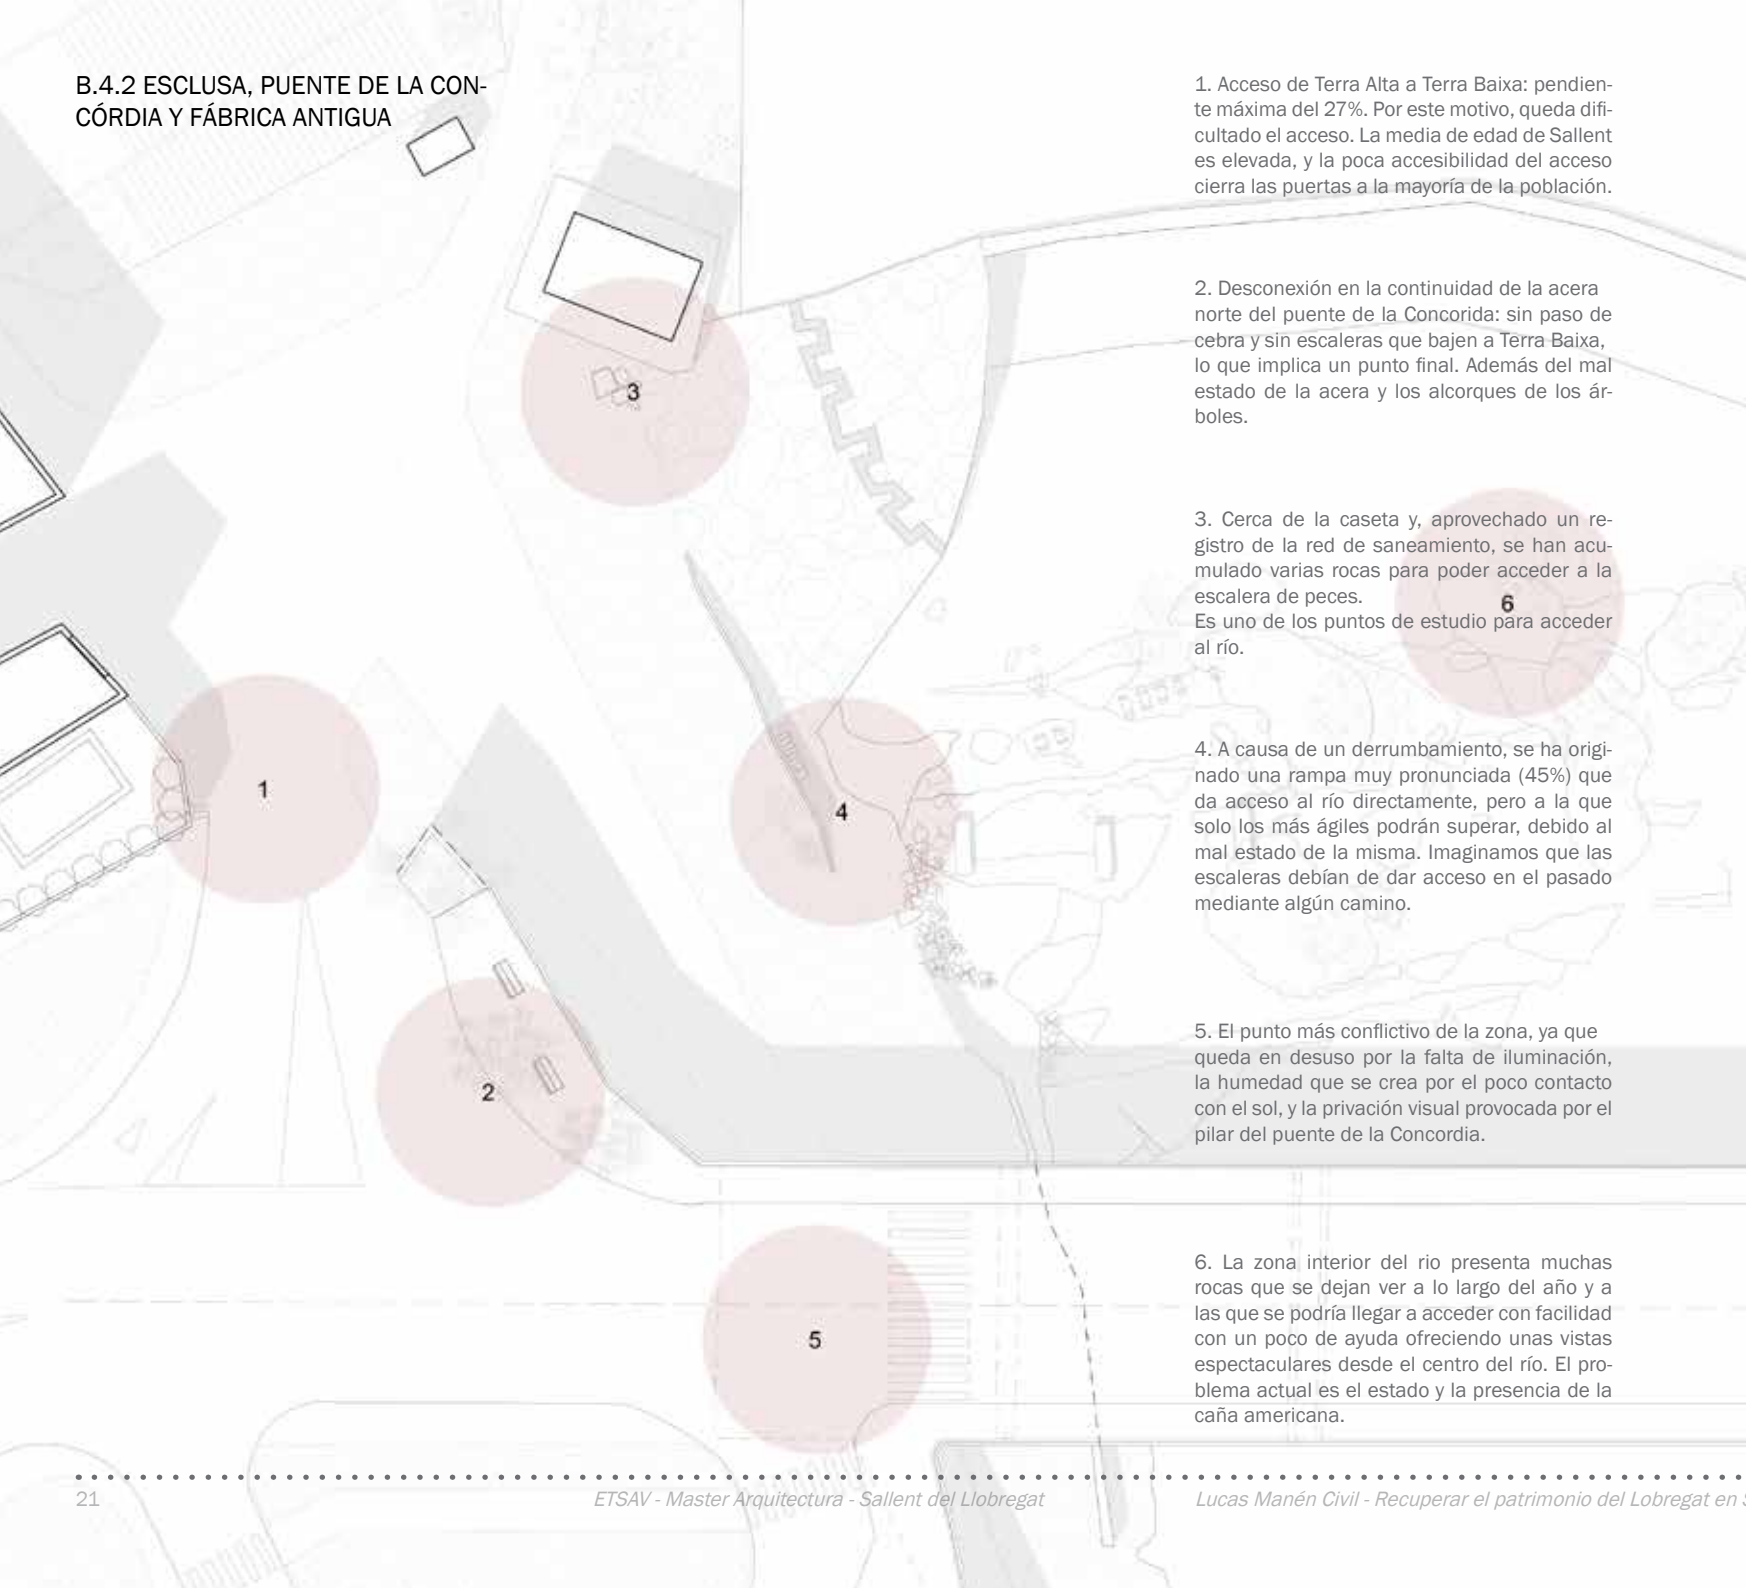 B.4.2 ESCLUSA, PUENTE DE LA CON-
CÓRDIA Y FÁBRICA ANTIGUA
1. Acceso de Terra Alta a Terra Baixa: pendien-
te máxima del 27%. Por este motivo, queda difi-
cultado el acceso. La media de edad de Sallent
es elevada, y la poca accesibilidad del acceso
cierra las puertas a la mayoría de la población.
2. Desconexión en la continuidad de la acera
norte del puente de la Concorida: sin paso de
cebra y sin escaleras que bajen a Terra Baixa,
lo que implica un punto final. Además del mal
estado de la acera y los alcorques de los ár-
boles.
3. Cerca de la caseta y, aprovechado un re-
gistro de la red de saneamiento, se han acu-
mulado varias rocas para poder acceder a la
escalera de peces.
Es uno de los puntos de estudio para acceder
al río.
4. A causa de un derrumbamiento, se ha origi-
nado una rampa muy pronunciada (45%) que
da acceso al río directamente, pero a la que
solo los más ágiles podrán superar, debido al
mal estado de la misma. Imaginamos que las
escaleras debían de dar acceso en el pasado
mediante algún camino.
5. El punto más conflictivo de la zona, ya que
queda en desuso por la falta de iluminación,
la humedad que se crea por el poco contacto
con el sol, y la privación visual provocada por el
pilar del puente de la Concordia.
6. La zona interior del rio presenta muchas
rocas que se dejan ver a lo largo del año y a
las que se podría llegar a acceder con facilidad
con un poco de ayuda ofreciendo unas vistas
espectaculares desde el centro del río. El pro-
blema actual es el estado y la presencia de la
caña americana.
3
6
1
4
2
5
21
ETSAV - Master Arquitectura - Sallent del Llobregat
Lucas Manén Civil - Recuperar el patrimonio del Lobregat en S